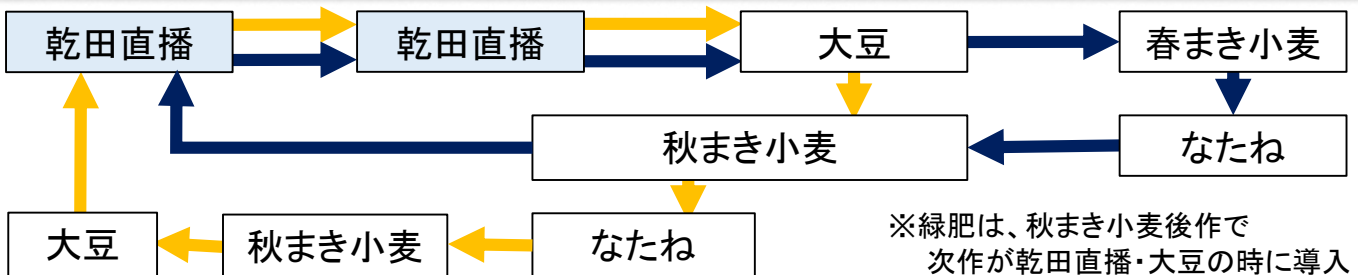 乾田直播
乾田直播
大豆
春まき小麦
秋まき小麦
なたね
大豆
秋まき小麦
なたね
※緑肥は、秋まき小麦後作で
次作が乾田直播・大豆の時に導入